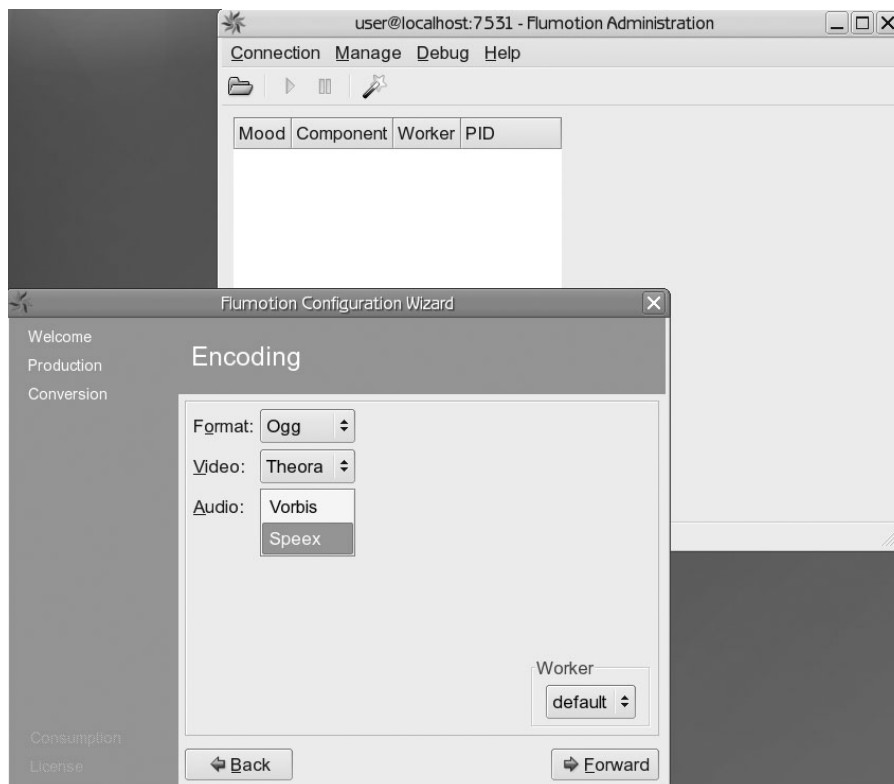 user@localhost:7531 - Flumotion Administration
Connection Manage Debug Help
Mood Component Worker PID
Flumotion Configuration Wizard
Welcome
Production
Conversion
Encoding
Format: Ogg
Video: Theora
Audio: Vorbis
Speex
Worker
default
Consumption
License
Back
Forward